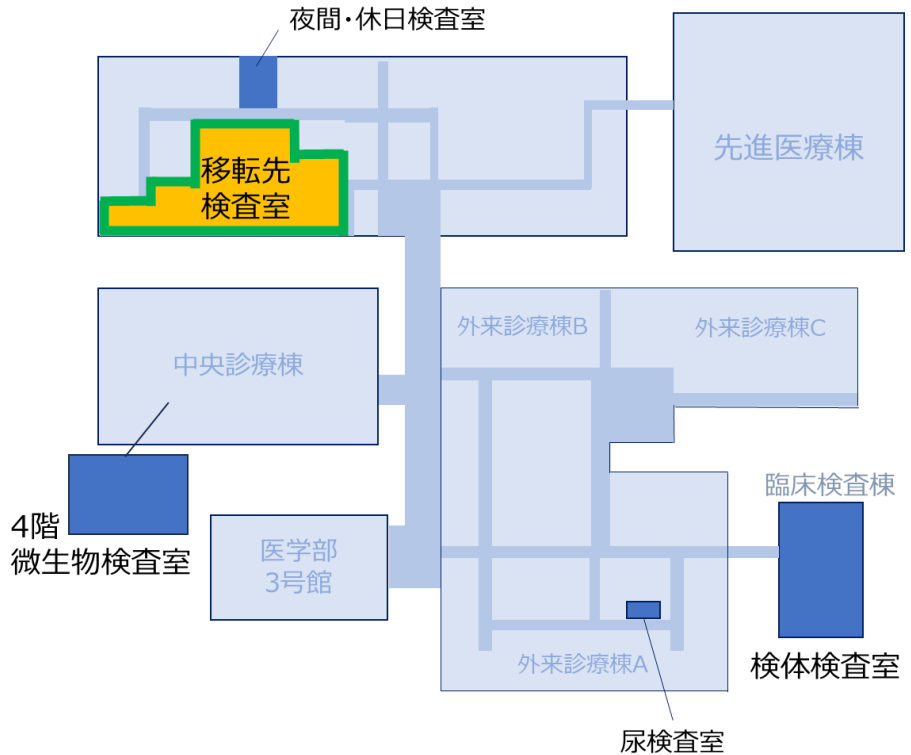 夜間・休日検査室
先進医療棟
移転先
検査室
外来診療棟B
外来診療棟C
中央診療棟
4階
微生物検査室
臨床検査棟
医学部
3号館
検体検査室
外来診療棟A
尿検査室